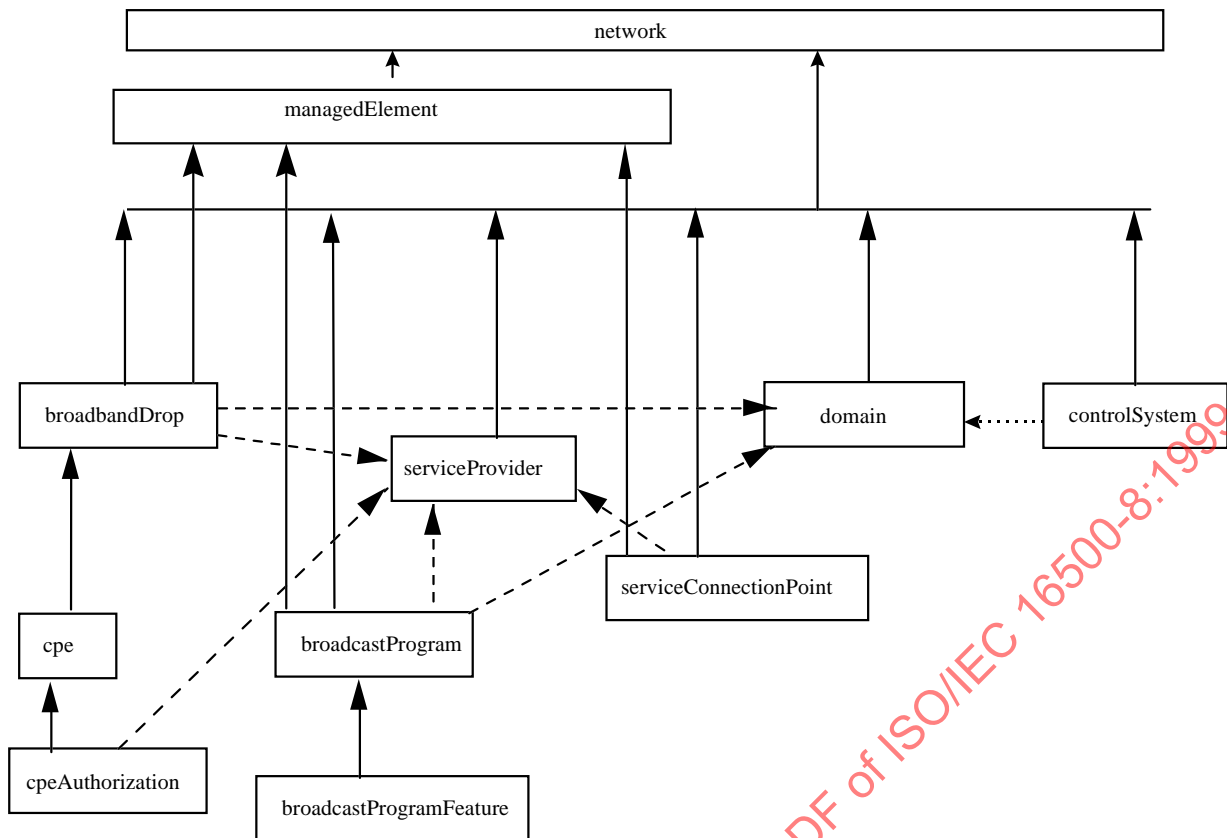 network
managedElement
broadbandDrop
domain
controlSystem
serviceProvider
serviceConnectionPoint
cpe
broadcastProgram
cpeAuthorization
broadcastProgramFeature
DF of ISO/IEC 16500-8:1999